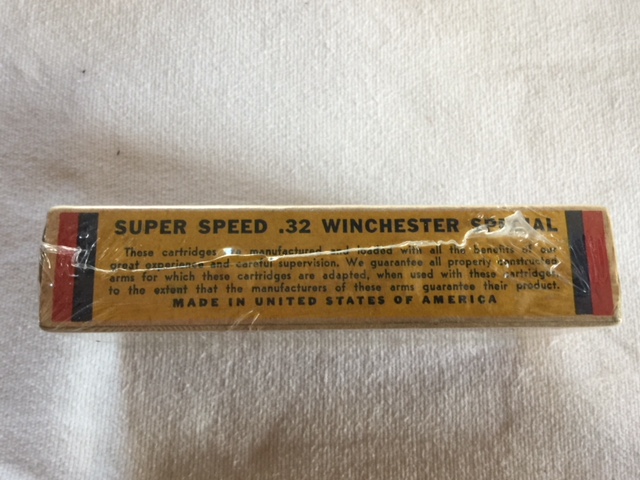 SUPER SPEED .32 WINCHESTER SPECIAL
These cartridges are manufactured and loaded with all the benefits of our
great experience and careful supervision. We guarantee all properly constructed
arms for which these cartridges are adapted, when used with these cartridges,
to the extent that the manufacturers of these arms guarantee their product.
MADE IN UNITED STATES OF AMERICA